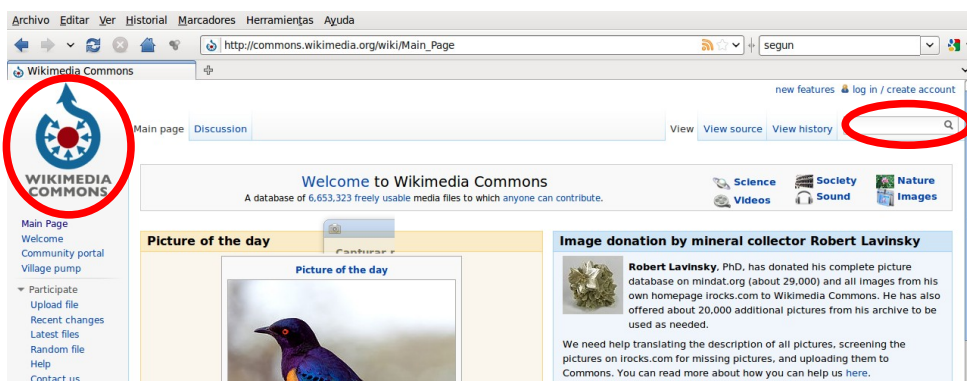 Archivo Editar Ver Historial Marcadores Herramientas Ayuda
http://commons.wikimedia.org/wiki/Main_Page
segun
Wikimedia Commons
new features log in / create account
Main page Discussion
View View source View history
WIKIMEDIA
COMMONS
Welcome to Wikimedia Commons
A database of 6,653,323 freely usable media files to which anyone can contribute.
Science Society Nature
Videos Sound Images
Main Page
Welcome
Community portal
Village pump
Participate
Upload file
Recent changes
Latest files
Random file
Help
Contact us
Picture of the day
Capturar
Picture of the day
Image donation by mineral collector Robert Lavinsky
Robert Lavinsky, PhD, has donated his complete picture
database on mindat.org (about 29,000) and all images from his
own homepage irocks.com to Wikimedia Commons. He has also
offered about 20,000 additional pictures from his archive to be
used as needed.
We need help translating the description of all pictures, screening the
pictures on irocks.com for missing pictures, and uploading them to
Commons. You can read more about how you can help us here.